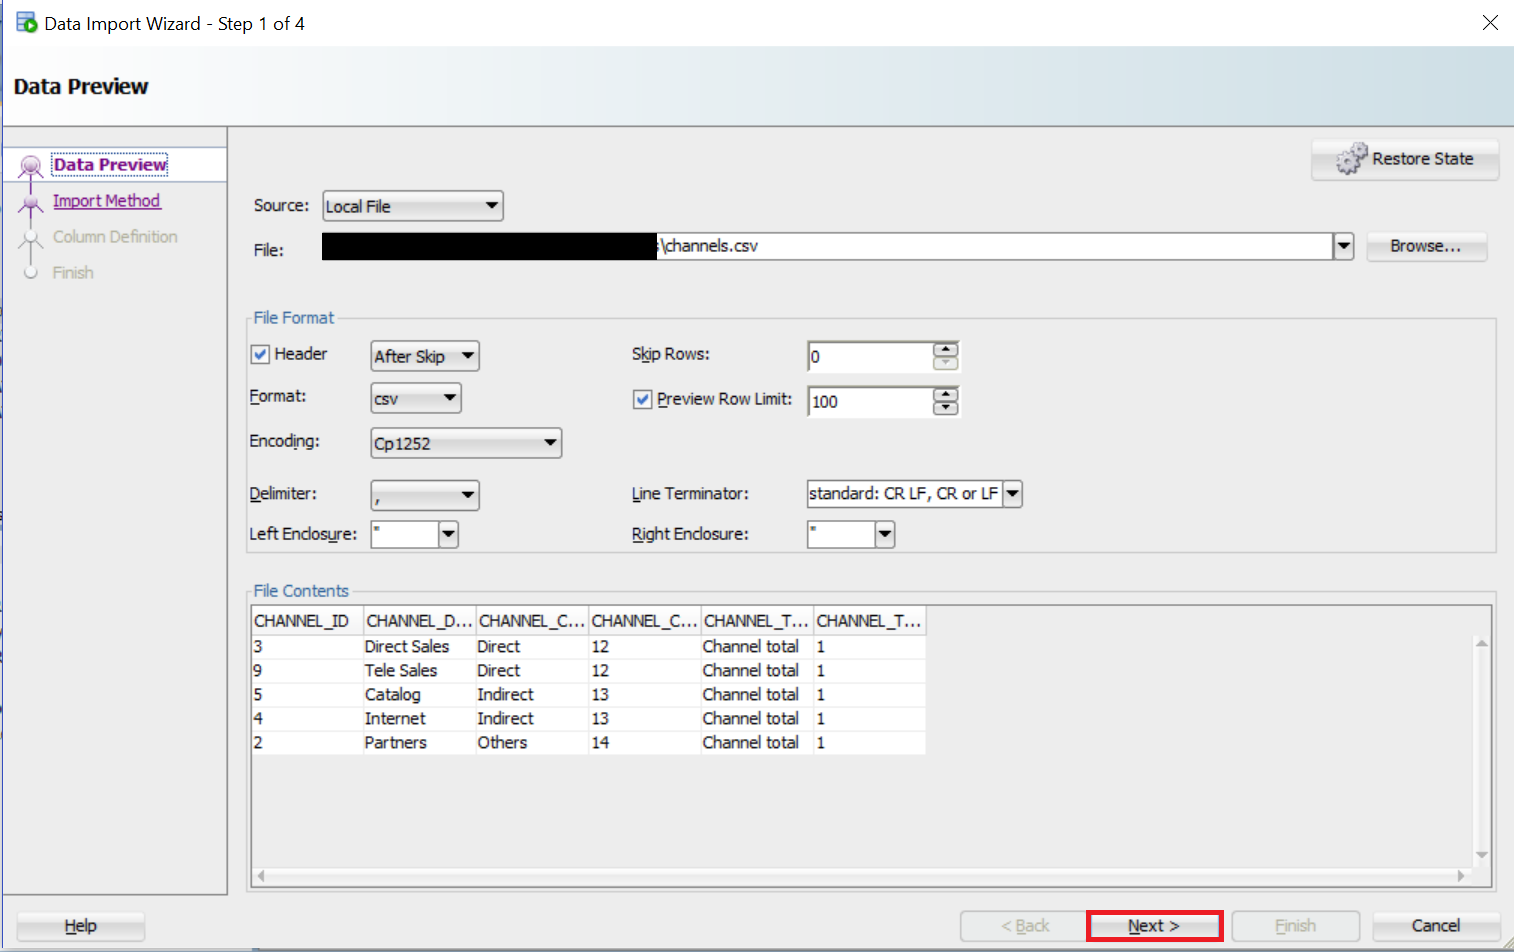 Data Import Wizard - Step 1 of 4
Data Preview
Data Preview
Import Method
Column Definition
Finish
Restore State
Source: Local File
File: \channels.csv Browse...
File Format
Header After Skip Skip Rows: 0
Format: csv Preview Row Limit: 100
Encoding: Cp1252
Delimiter: , Line Terminator: standard: CR LF, CR or LF
Left Enclosure: " Right Enclosure: "
File Contents
CHANNEL_ID CHANNEL_D... CHANNEL_C... CHANNEL_C... CHANNEL_T... CHANNEL_T...
3 Direct Sales Direct 12 Channel total 1
9 Tele Sales Direct 12 Channel total 1
5 Catalog Indirect 13 Channel total 1
4 Internet Indirect 13 Channel total 1
2 Partners Others 14 Channel total 1
Help < Back Next > Finish Cancel